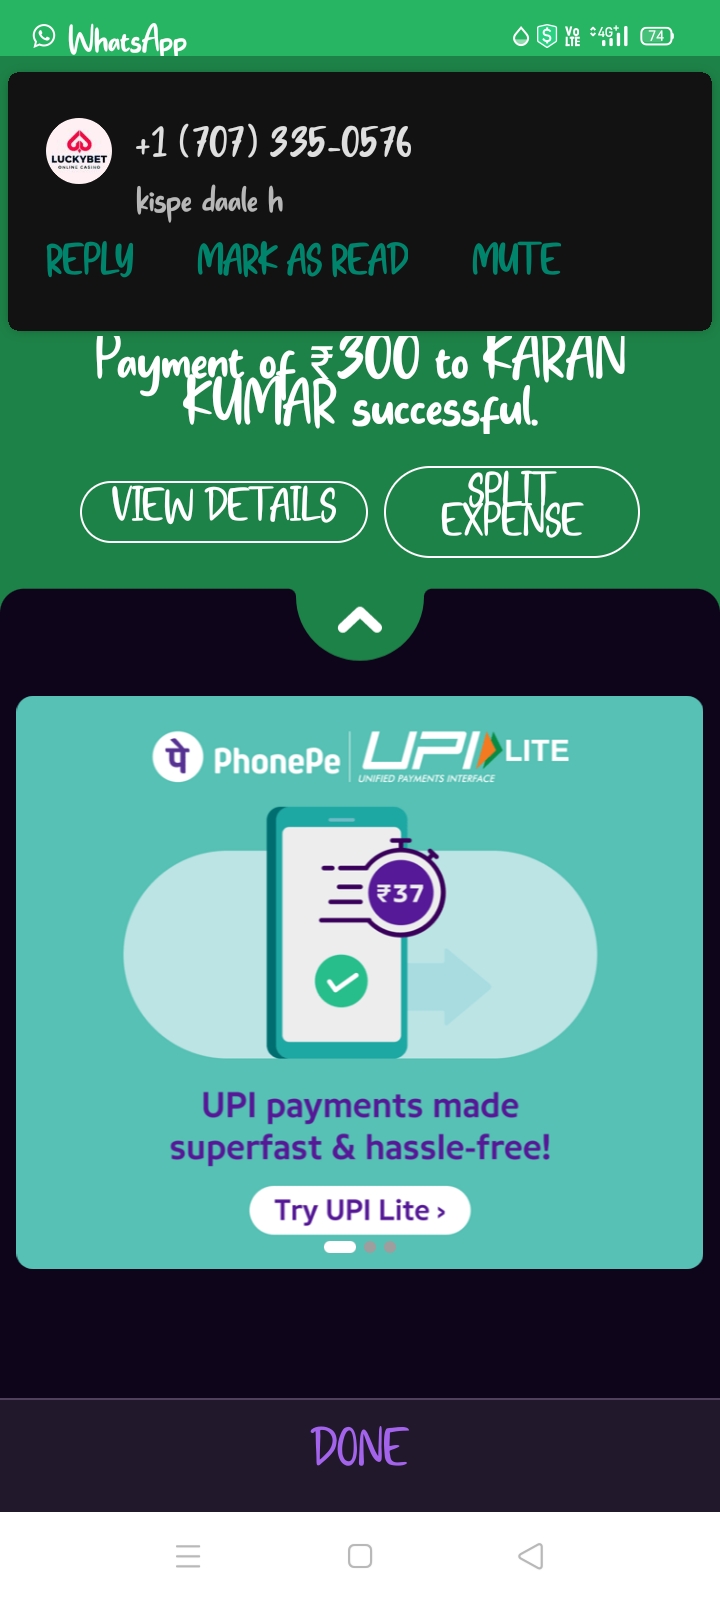 WhatsApp
Vo LTE 4G+ 74
LUCKYBET
ONLINE CASINO
+1 (707) 335-0576
kispe daale h
REPLY MARK AS READ MUTE
Payment of ₹300 to KARAN
KUMAR successful.
VIEW DETAILS
SPLIT
EXPENSE
पे PhonePe UPI LITE
UNIFIED PAYMENTS INTERFACE
₹37
UPI payments made
superfast & hassle-free!
Try UPI Lite ›
DONE